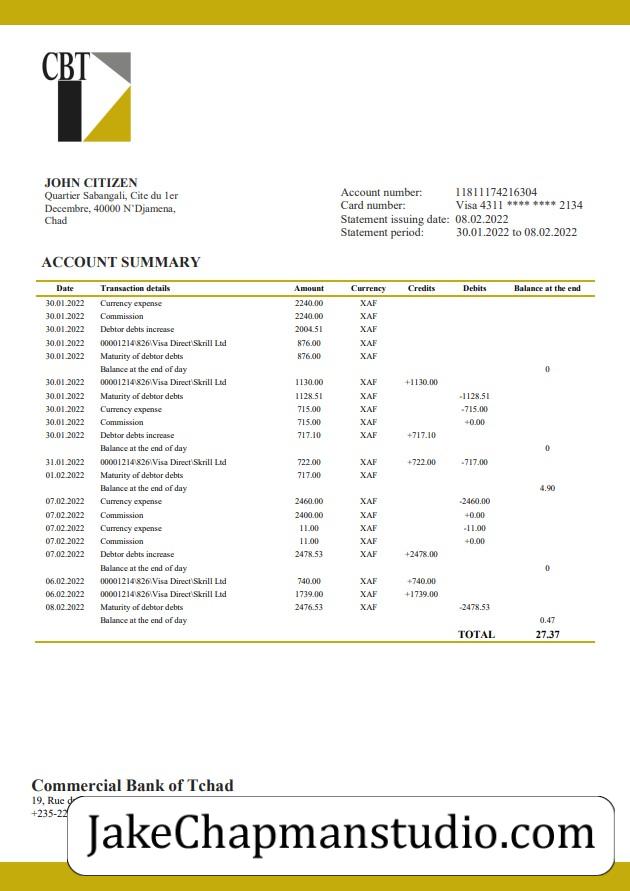 CBT
JOHN CITIZEN
Quartier Sabangali, Cite du 1er
Decembre, 40000 N'Djamena,
Chad
Account number: 11811174216304
Card number: Visa 4311 **** **** 2134
Statement issuing date: 08.02.2022
Statement period: 30.01.2022 to 08.02.2022
ACCOUNT SUMMARY
Date Transaction details Amount Currency Credits Debits Balance at the end
30.01.2022 Currency expense 2240.00 XAF
30.01.2022 Commission 2240.00 XAF
30.01.2022 Debtor debts increase 2004.51 XAF
30.01.2022 00001214\826\Visa Direct\Skrill Ltd 876.00 XAF
30.01.2022 Maturity of debtor debts 876.00 XAF
Balance at the end of day 0
30.01.2022 00001214\826\Visa Direct\Skrill Ltd 1130.00 XAF +1130.00
30.01.2022 Maturity of debtor debts 1128.51 XAF -1128.51
30.01.2022 Currency expense 715.00 XAF -715.00
30.01.2022 Commission 715.00 XAF +0.00
30.01.2022 Debtor debts increase 717.10 XAF +717.10
Balance at the end of day 0
31.01.2022 00001214\826\Visa Direct\Skrill Ltd 722.00 XAF +722.00 -717.00
01.02.2022 Maturity of debtor debts 717.00 XAF
Balance at the end of day 4.90
07.02.2022 Currency expense 2460.00 XAF -2460.00
07.02.2022 Commission 2400.00 XAF +0.00
07.02.2022 Currency expense 11.00 XAF -11.00
07.02.2022 Commission 11.00 XAF +0.00
07.02.2022 Debtor debts increase 2478.53 XAF +2478.00
Balance at the end of day 0
06.02.2022 00001214\826\Visa Direct\Skrill Ltd 740.00 XAF +740.00
06.02.2022 00001214\826\Visa Direct\Skrill Ltd 1739.00 XAF +1739.00
08.02.2022 Maturity of debtor debts 2476.53 XAF -2478.53
Balance at the end of day 0.47
TOTAL 27.37
Commercial Bank of Tchad
19, Rue
+235-22
JakeChapmanstudio.com